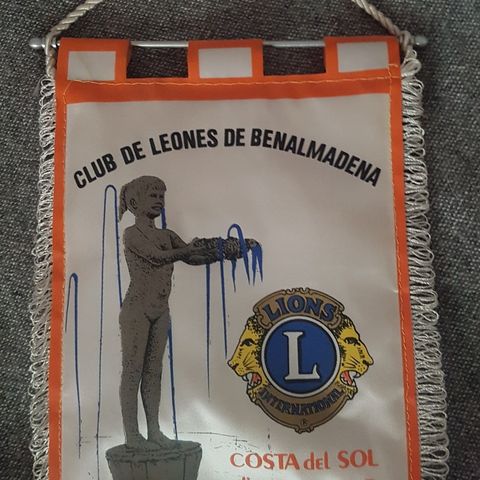 CLUB DE LEONES DE BENALMADENA
LIONS
L
INTERNATIONAL
COSTA del SOL